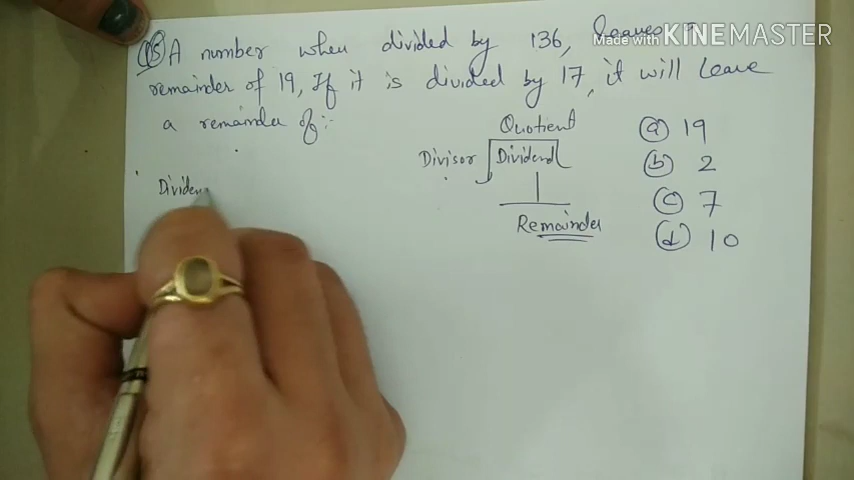 Q5 A number when divided by 136, leaves
Made with KINEMASTER
remainder of 19, If it is divided by 17, it will leave
a remainder of:-
Quotient
Divisor Dividend
Remainder
(a) 19
(b) 2
(c) 7
(d) 10
Dividen